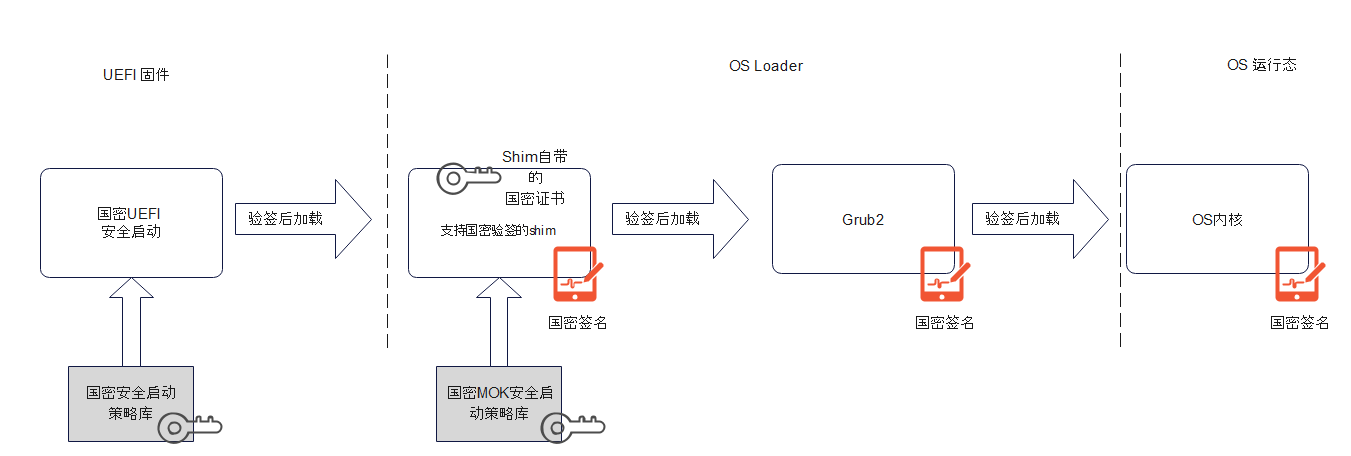 UEFI 固件
OS Loader
OS 运行态
国密UEFI
安全启动
验签后加载
Shim自带
的
国密证书
支持国密验签的shim
验签后加载
Grub2
验签后加载
OS内核
国密签名
国密签名
国密签名
国密安全启动
策略库
国密MOK安全启
动策略库